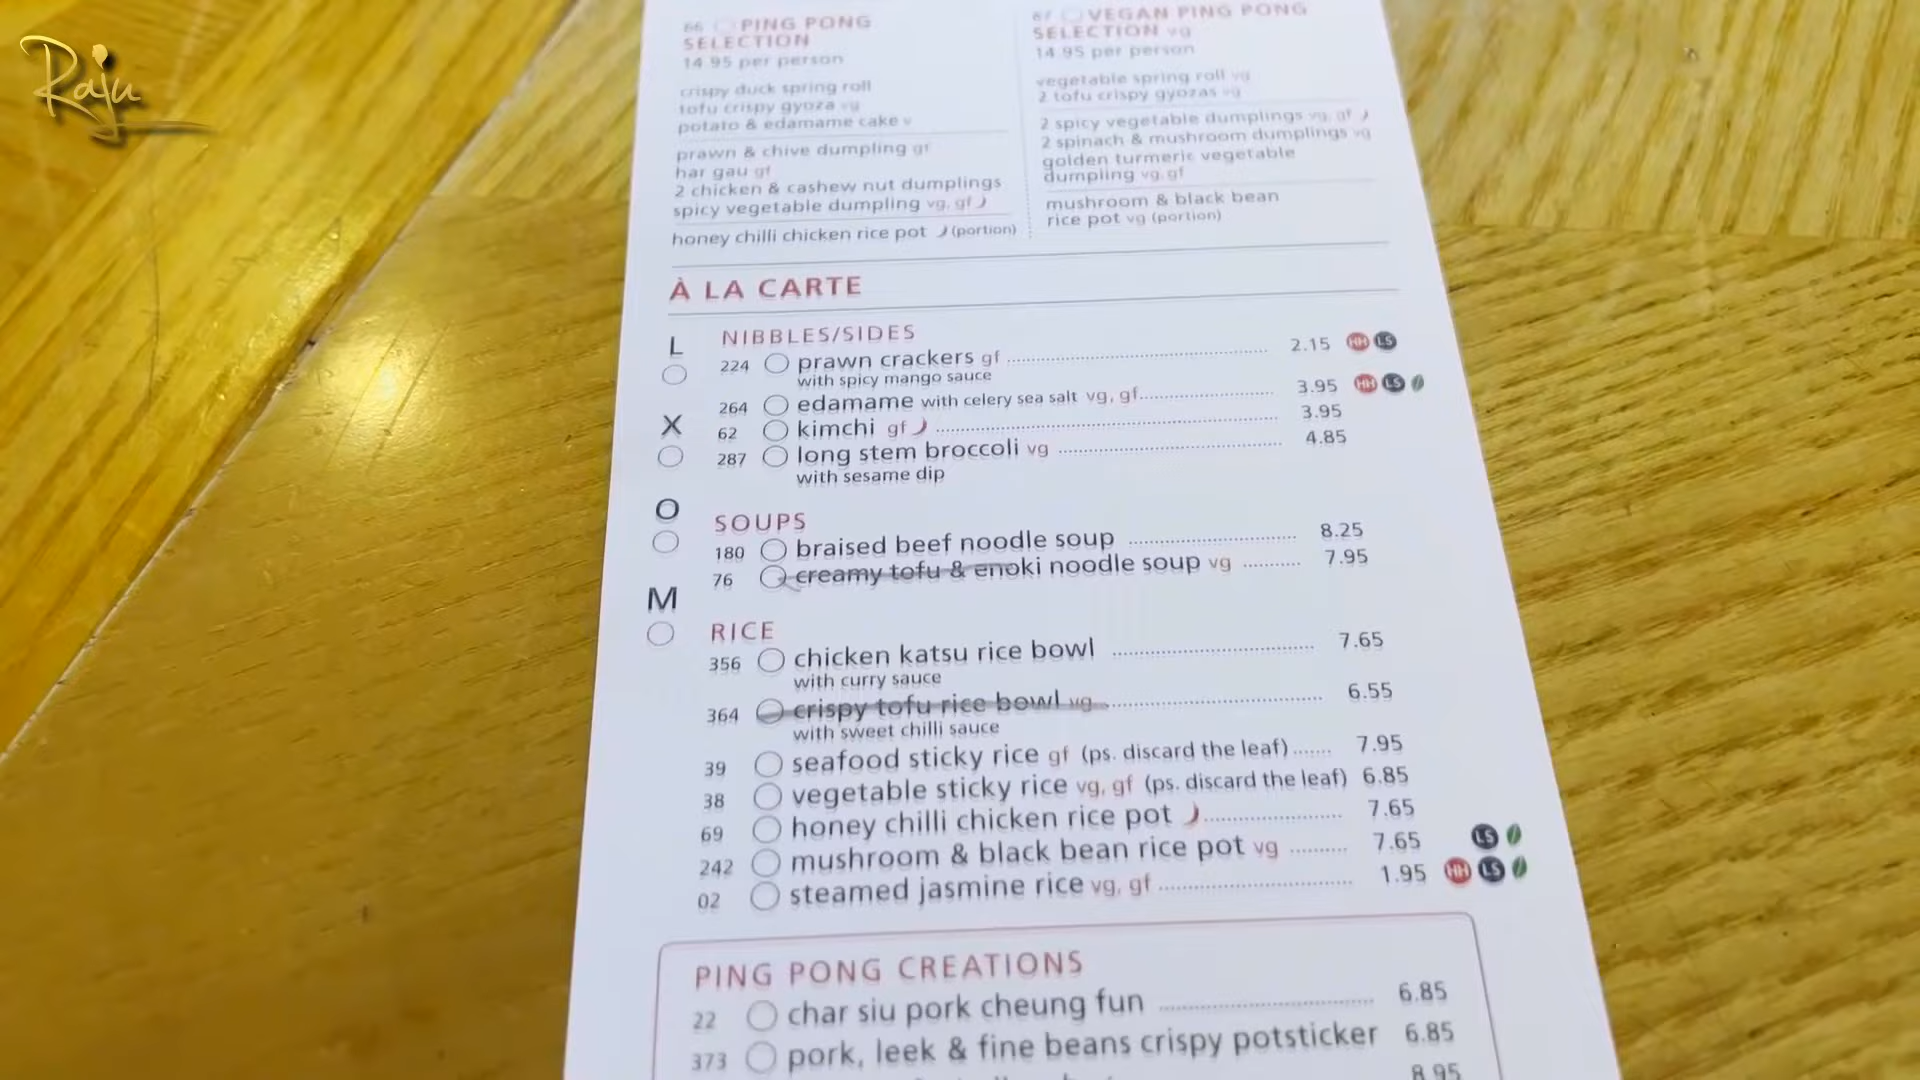 Raju
66 PING PONG
SELECTION
14.95 per person
crispy duck spring roll
tofu crispy gyoza vg
potato & edamame cake v
prawn & chive dumpling gf
har gau gf
2 chicken & cashew nut dumplings
spicy vegetable dumpling vg, gf
honey chilli chicken rice pot (portion)
67 VEGAN PING PONG
SELECTION vg
14.95 per person
vegetable spring roll vg
2 tofu crispy gyozas vg
2 spicy vegetable dumplings vg, gf
2 spinach & mushroom dumplings vg
golden turmeric vegetable
dumpling vg, gf
mushroom & black bean
rice pot vg (portion)
À LA CARTE
L
X
O
M
NIBBLES/SIDES
224 prawn crackers gf 2.15 HH LS
with spicy mango sauce
264 edamame with celery sea salt vg, gf 3.95 HH LS
62 kimchi gf 3.95
287 long stem broccoli vg 4.85
with sesame dip
SOUPS
180 braised beef noodle soup 8.25
76 creamy tofu & enoki noodle soup vg 7.95
RICE
356 chicken katsu rice bowl 7.65
with curry sauce
364 crispy tofu rice bowl vg 6.55
with sweet chilli sauce
39 seafood sticky rice gf (ps. discard the leaf) 7.95
38 vegetable sticky rice vg, gf (ps. discard the leaf) 6.85
69 honey chilli chicken rice pot 7.65
242 mushroom & black bean rice pot vg 7.65 LS
02 steamed jasmine rice vg, gf 1.95 HH LS
PING PONG CREATIONS
22 char siu pork cheung fun 6.85
373 pork, leek & fine beans crispy potsticker 6.85
8.95